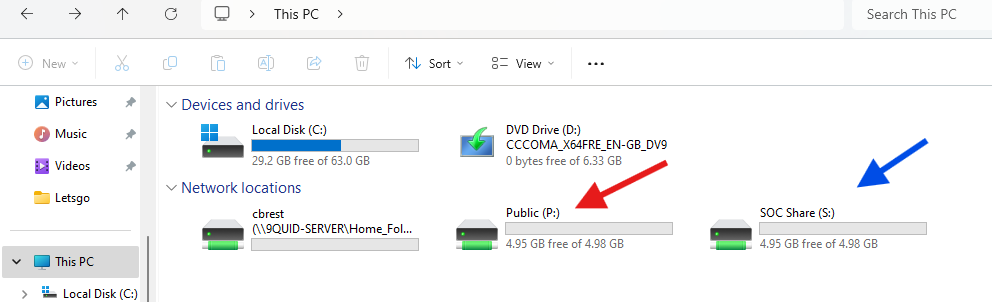 This PC
Search This PC
New
Sort
View
Pictures
Music
Videos
Letsgo
This PC
Local Disk (C:)
Devices and drives
Local Disk (C:)
29.2 GB free of 63.0 GB
DVD Drive (D:)
CCCOMA_X64FRE_EN-GB_DV9
0 bytes free of 6.33 GB
Network locations
cbrest
(\\9QUID-SERVER\Home_Fol...
Public (P:)
4.95 GB free of 4.98 GB
SOC Share (S:)
4.95 GB free of 4.98 GB